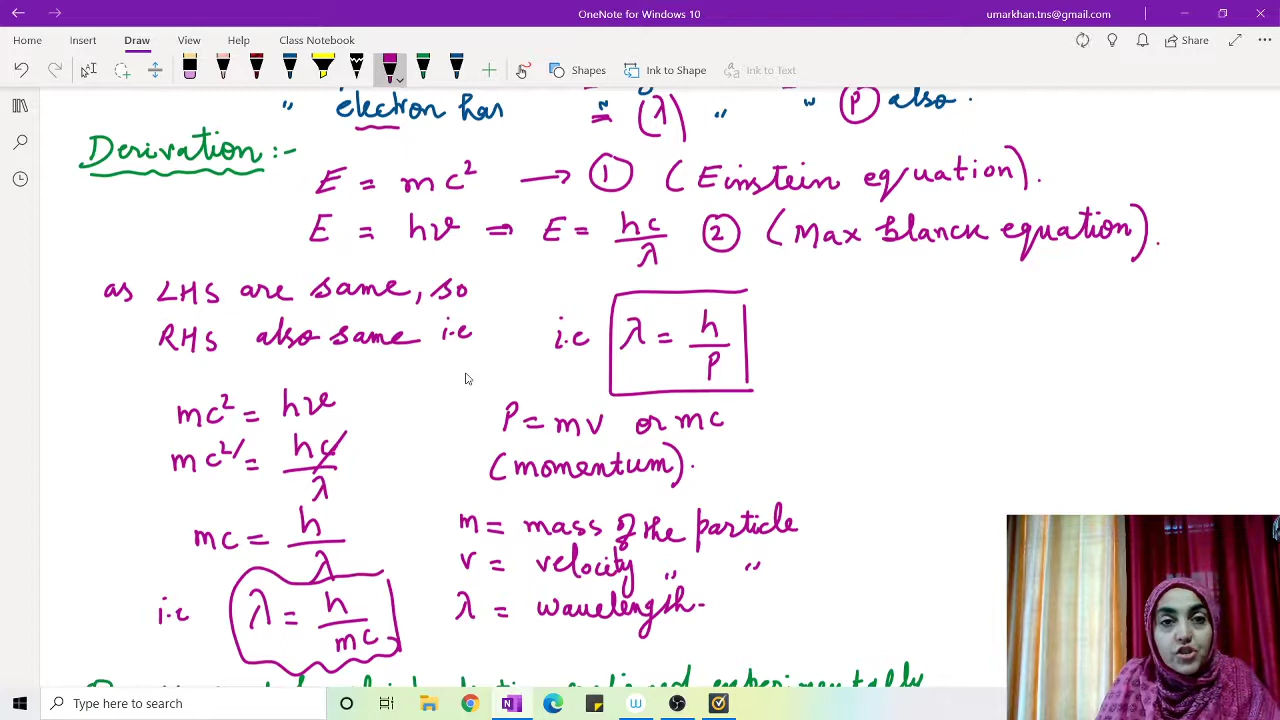 OneNote for Windows 10
umarkhan.tns@gmail.com
Home Insert Draw View Help Class Notebook Share
Shapes Ink to Shape Ink to Text
" electron has " (λ) " " (p) also .
Derivation :-
E = mc² → ① (Einstein equation).
E = hν ⇒ E = hc/λ ② (Max Blanck equation).
as LHS are same, so
RHS also same i.e
i.e λ = h/p
mc² = hν
P = mv or mc
mc² = hc/λ
(momentum).
mc = h/λ
m = mass of the particle
v = velocity " "
i.e λ = h/mc
λ = wavelength.
experimentally
Type here to search